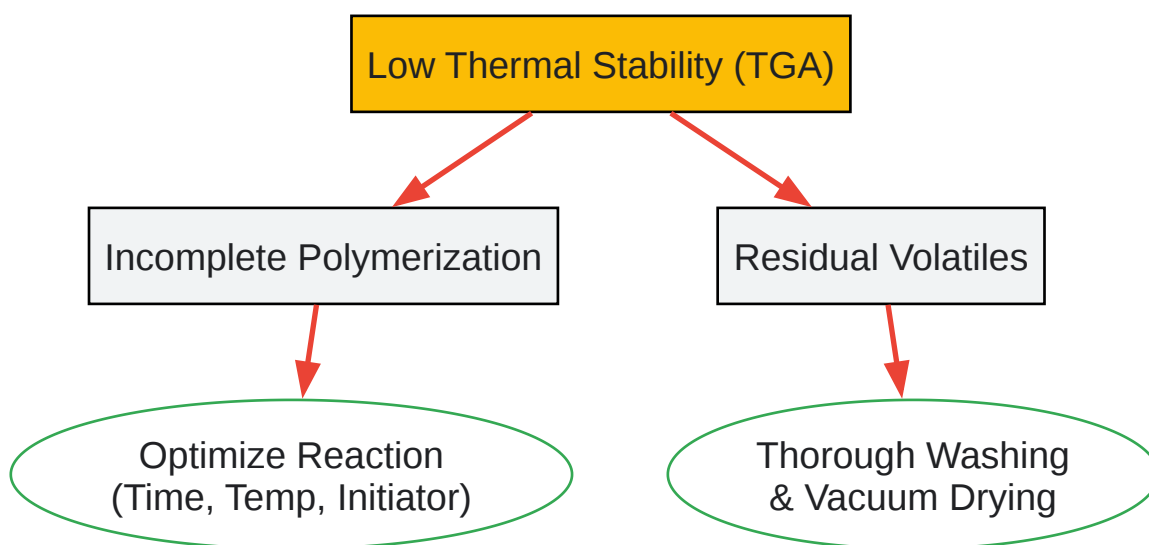 Low Thermal Stability (TGA)
Incomplete Polymerization
Residual Volatiles
Optimize Reaction
(Time, Temp, Initiator)
Thorough Washing
& Vacuum Drying